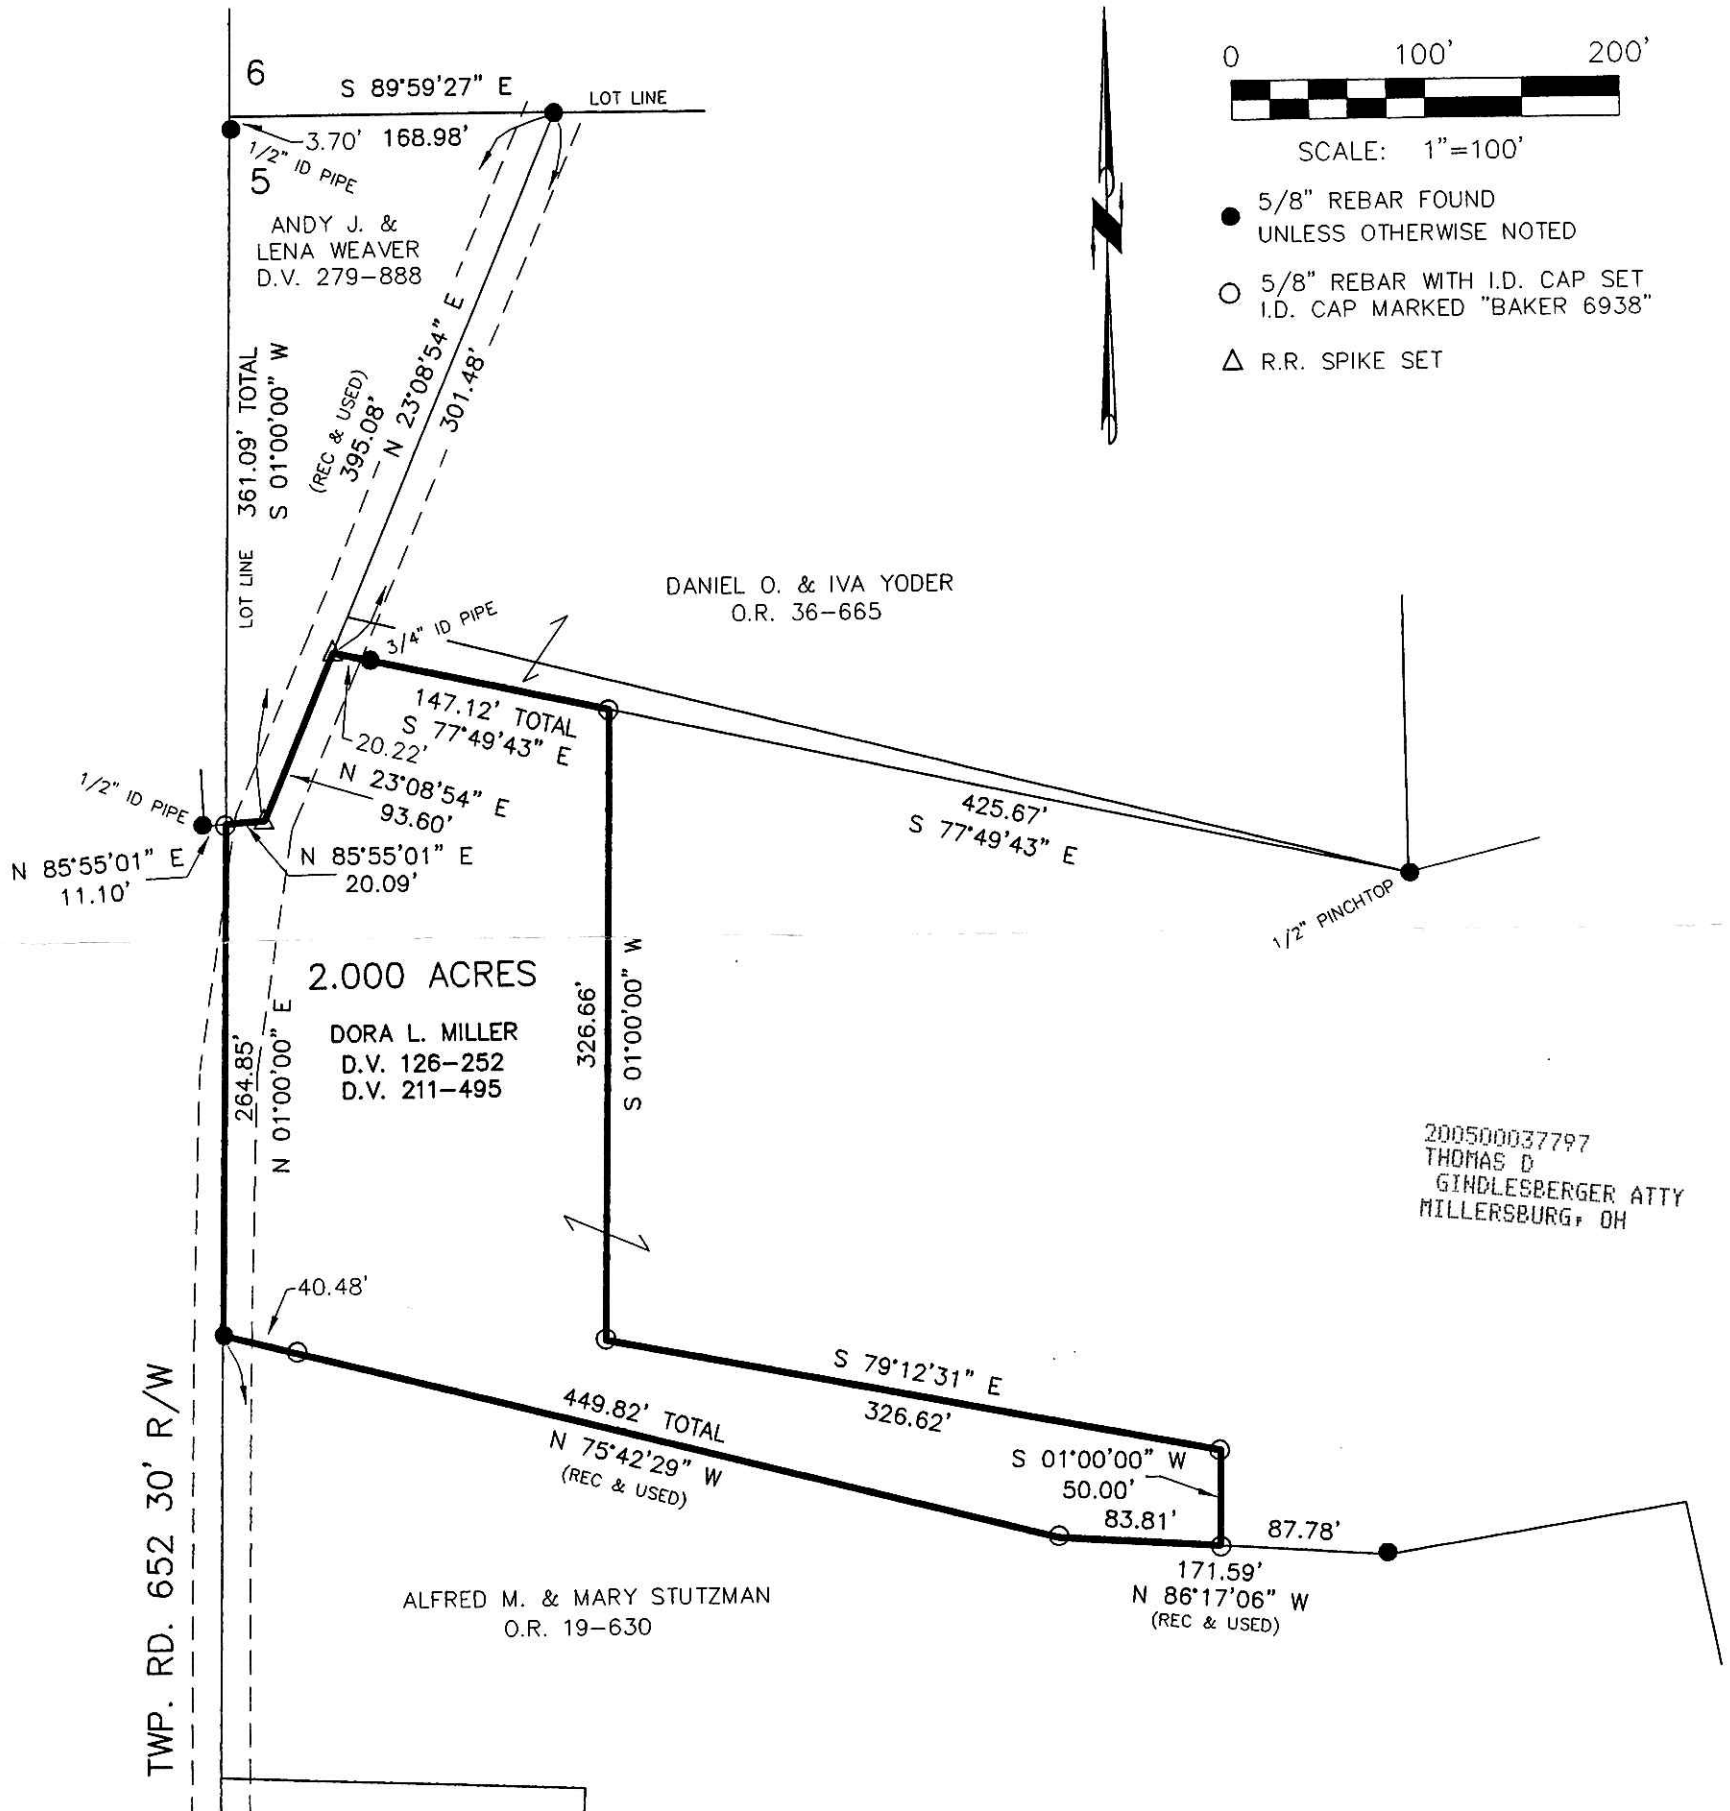 0 100' 200'
SCALE: 1"=100'
5/8" REBAR FOUND
UNLESS OTHERWISE NOTED
5/8" REBAR WITH I.D. CAP SET
I.D. CAP MARKED "BAKER 6938"
R.R. SPIKE SET
6
S 89°59'27" E
LOT LINE
3.70' 168.98'
1/2" ID PIPE
5
ANDY J. &
LENA WEAVER
D.V. 279-888
LOT LINE 361.09' TOTAL
S 01°00'00" W
(REC & USED)
395.08'
N 23°08'54" E
301.48'
DANIEL O. & IVA YODER
O.R. 36-665
3/4" ID PIPE
147.12' TOTAL
S 77°49'43" E
20.22'
N 23°08'54" E
93.60'
1/2" ID PIPE
N 85°55'01" E
11.10'
N 85°55'01" E
20.09'
425.67'
S 77°49'43" E
1/2" PINCHTOP
2.000 ACRES
DORA L. MILLER
D.V. 126-252
D.V. 211-495
264.85'
N 01°00'00" E
326.66'
S 01°00'00" W
200500037797
THOMAS D
GINDLESBERGER ATTY
MILLERSBURG, OH
40.48'
449.82' TOTAL
N 75°42'29" W
(REC & USED)
S 79°12'31" E
326.62'
S 01°00'00" W
50.00'
83.81'
87.78'
171.59'
N 86°17'06" W
(REC & USED)
TWP. RD. 652 30' R/W
ALFRED M. & MARY STUTZMAN
O.R. 19-630